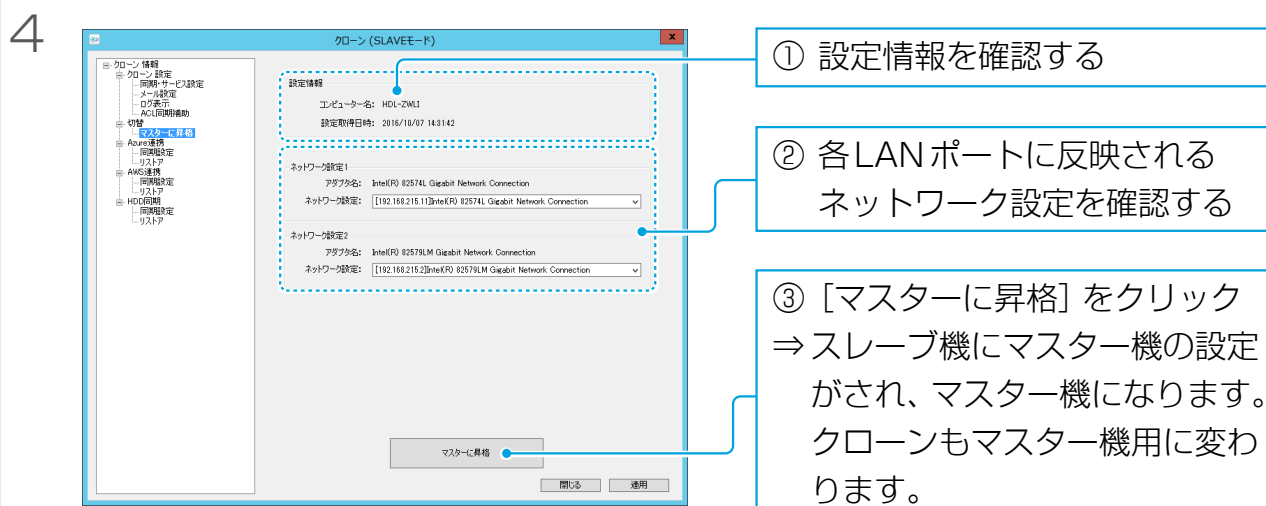 4
クローン (SLAVEモード)
クローン 情報
クローン 設定
同期・サービス設定
メール設定
ログ表示
ACL同期補助
切替
マスターに昇格
Azure連携
同期設定
リストア
AWS連携
同期設定
リストア
HDD同期
同期設定
リストア
設定情報
コンピューター名: HDL-ZWLI
設定取得日時: 2016/10/07 14:31:42
ネットワーク設定1
アダプタ名: Intel(R) 82574L Gigabit Network Connection
ネットワーク設定: [192.168.215.11]Intel(R) 82574L Gigabit Network Connection
ネットワーク設定2
アダプタ名: Intel(R) 82579LM Gigabit Network Connection
ネットワーク設定: [192.168.215.2]Intel(R) 82579LM Gigabit Network Connection
マスターに昇格
閉じる
適用
① 設定情報を確認する
② 各LANポートに反映される
ネットワーク設定を確認する
③ [マスターに昇格] をクリック
⇒スレーブ機にマスター機の設定
がされ、マスター機になります。
クローンもマスター機用に変わ
ります。